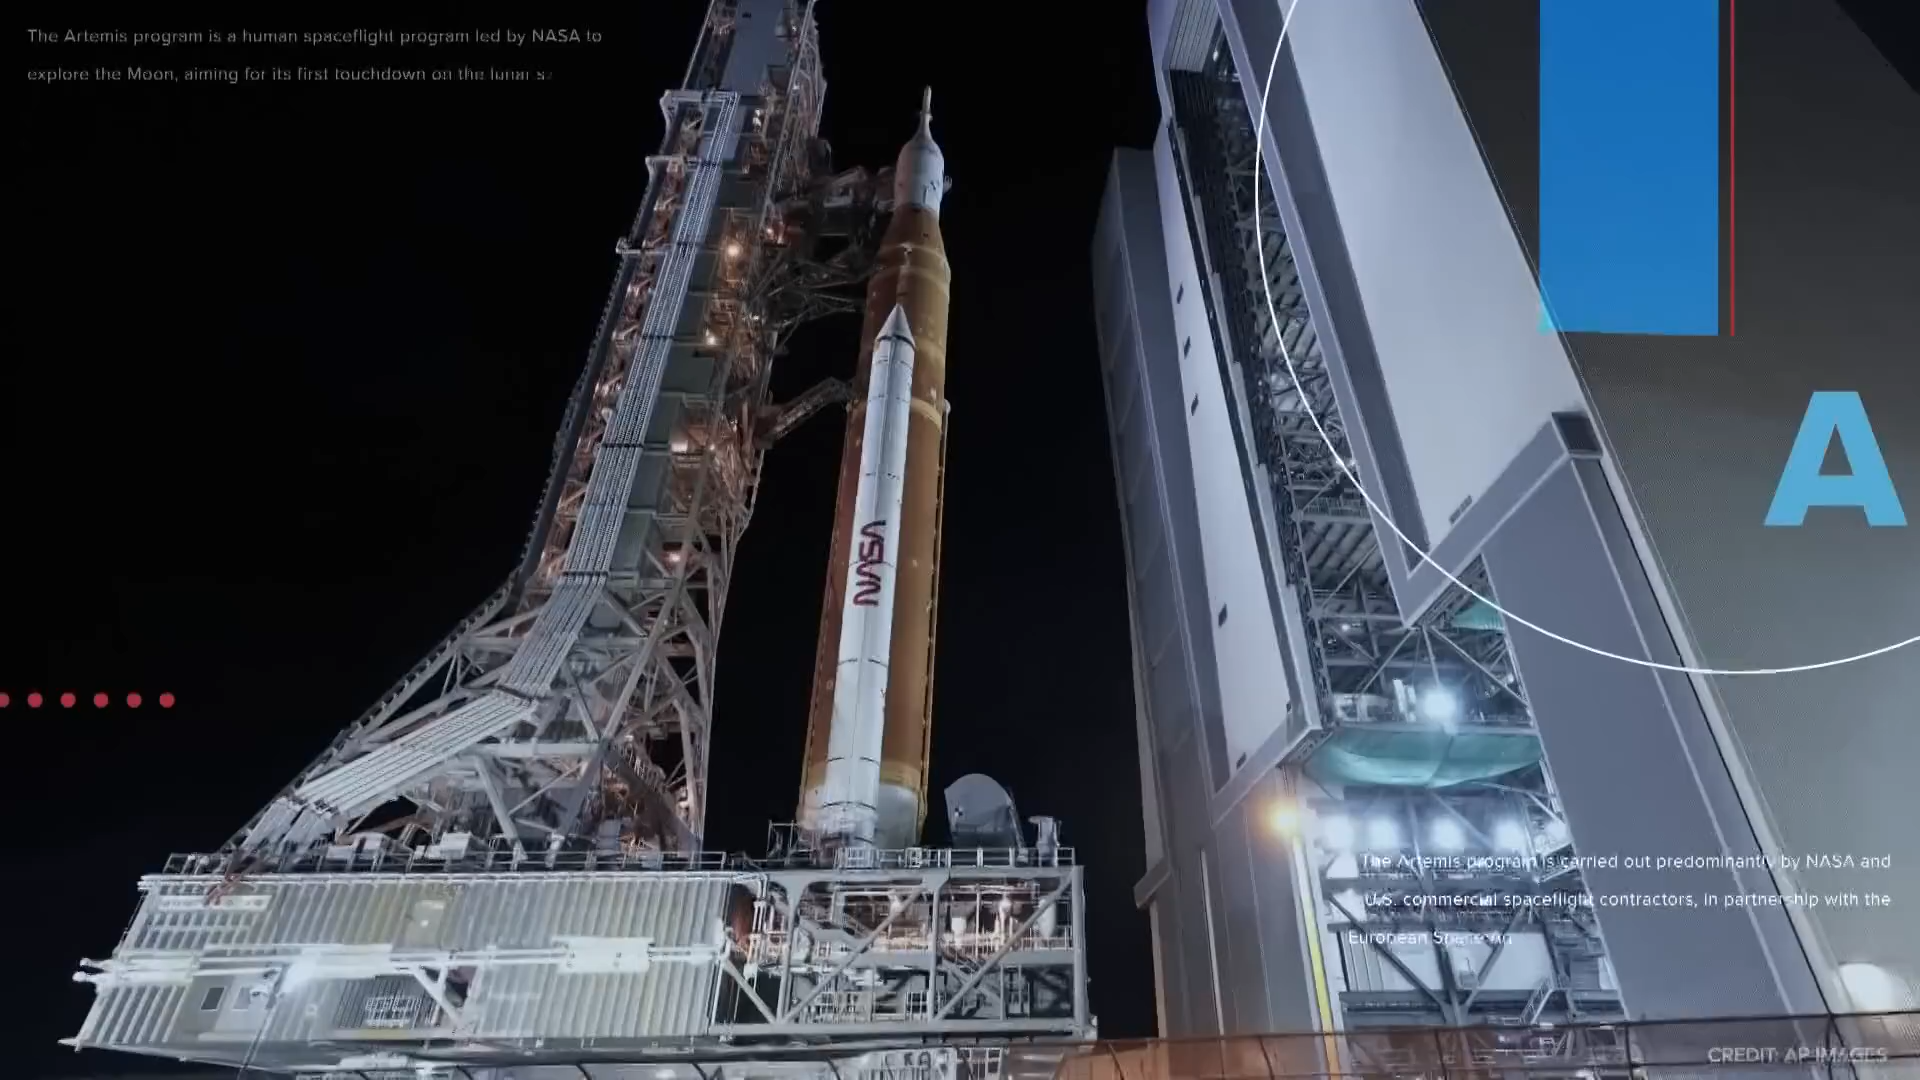 The Artemis program is a human spaceflight program led by NASA to
explore the Moon, aiming for its first touchdown on the lunar
A
NASA
The Artemis program is carried out predominantly by NASA and
U.S. commercial spaceflight contractors, in partnership with the
European Space
CREDIT: AP IMAGES